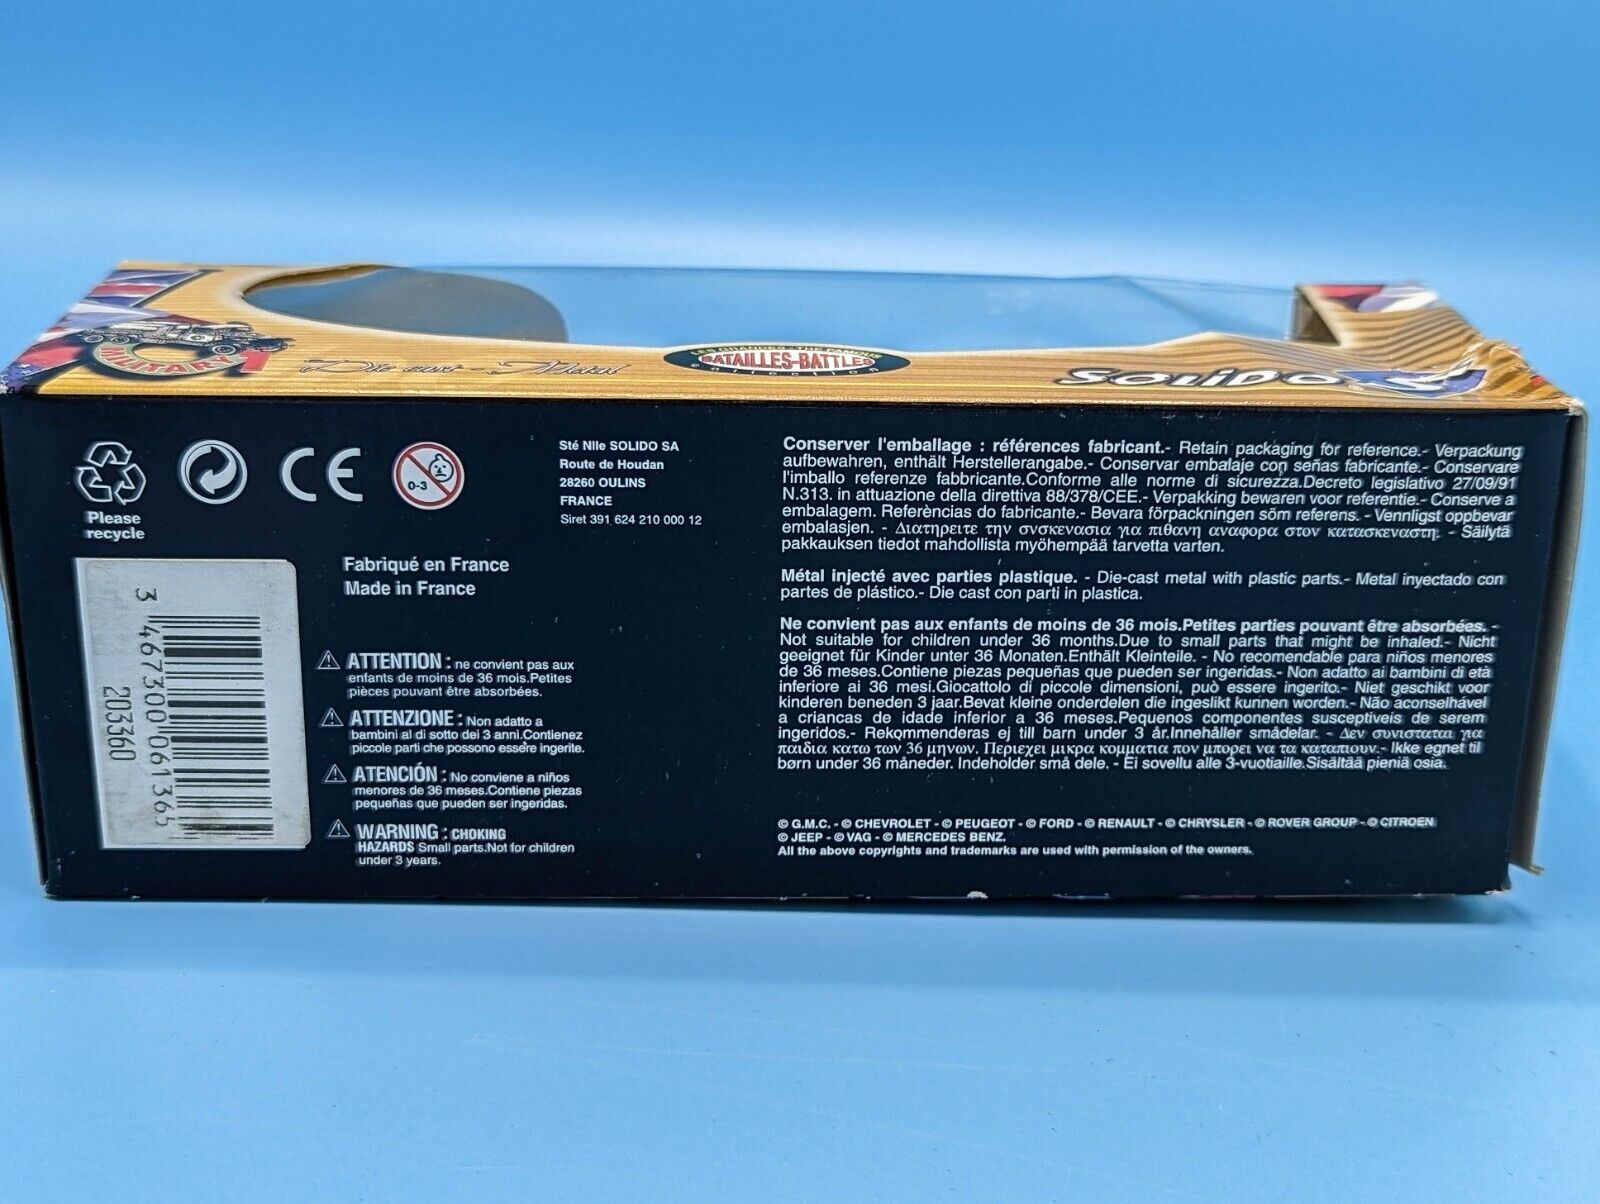 MILITARY
Die cast - Metal
LES GRANDES - THE FAMOUS
BATAILLES-BATTLES
collection
SOLIDO
Please
recycle
0-3
Sté Nlle SOLIDO SA
Route de Houdan
28260 OULINS
FRANCE
Siret 391 624 210 000 12
Fabriqué en France
Made in France
3 467300 061365
203360
ATTENTION : ne convient pas aux
enfants de moins de 36 mois.Petites
pièces pouvant être absorbées.
ATTENZIONE : Non adatto a
bambini al di sotto dei 3 anni.Contienez
piccole parti che possono essere ingerite.
ATENCIÓN : No conviene a niños
menores de 36 meses.Contiene piezas
pequeñas que pueden ser ingeridas.
WARNING : CHOKING
HAZARDS Small parts.Not for children
under 3 years.
Conserver l'emballage : références fabricant.- Retain packaging for reference.- Verpackung
aufbewahren, enthält Herstellerangabe.- Conservar embalaje con señas fabricante.- Conservare
l'imballo referenze fabbricante.Conforme alle norme di sicurezza.Decreto legislativo 27/09/91
N.313. in attuazione della direttiva 88/378/CEE.- Verpakking bewaren voor referentie.- Conserve a
embalagem. Referências do fabricante.- Bevara förpackningen söm referens. - Vennligst oppbevar
embalasjen. - Διατηρειτε την συσκευασια για πιθανη αναφορα στον κατασκευαστη. - Säilytä
pakkauksen tiedot mahdollista myöhempää tarvetta varten.
Métal injecté avec parties plastique. - Die-cast metal with plastic parts.- Metal inyectado con
partes de plástico.- Die cast con parti in plastica.
Ne convient pas aux enfants de moins de 36 mois.Petites parties pouvant être absorbées. -
Not suitable for children under 36 months.Due to small parts that might be inhaled.- Nicht
geeignet für Kinder unter 36 Monaten.Enthält Kleinteile. - No recomendable para niños menores
de 36 meses.Contiene piezas pequeñas que pueden ser ingeridas.- Non adatto ai bambini di età
inferiore ai 36 mesi.Giocattolo di piccole dimensioni, può essere ingerito.- Niet geschikt voor
kinderen beneden 3 jaar.Bevat kleine onderdelen die ingeslikt kunnen worden.- Não aconselhável
a criancas de idade inferior a 36 meses.Pequenos componentes susceptiveis de serem
ingeridos.- Rekommenderas ej till barn under 3 år.Innehåller smådelar. - Δεν συνισταται για
παιδια κατω των 36 μηνων. Περιεχει μικρα κομματια που μπορει να τα καταπιουν.- Ikke egnet til
børn under 36 måneder. Indeholder små dele. - Ei sovellu alle 3-vuotiaille.Sisältää pieniä osia.
© G.M.C. - © CHEVROLET - © PEUGEOT - © FORD - © RENAULT - © CHRYSLER - © ROVER GROUP - © CITROEN
© JEEP - © VAG - © MERCEDES BENZ.
All the above copyrights and trademarks are used with permission of the owners.